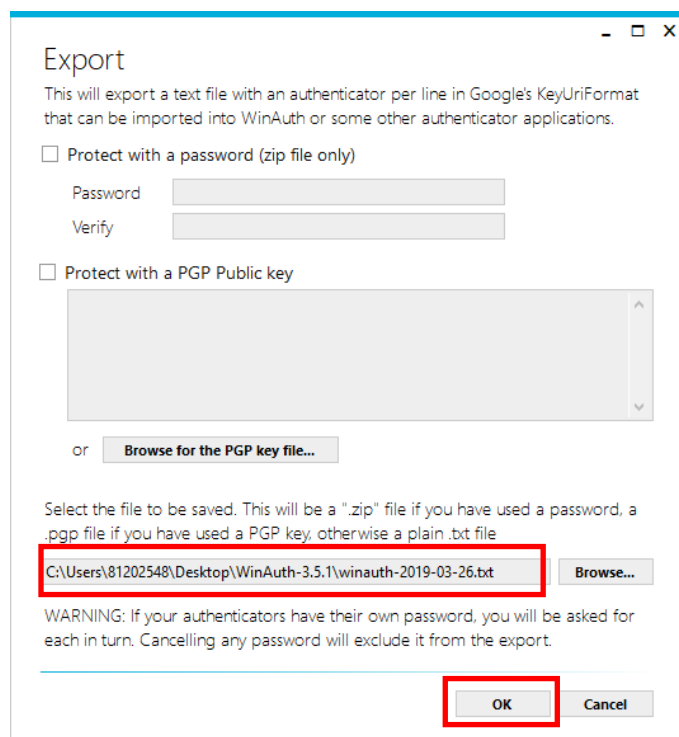 Export
This will export a text file with an authenticator per line in Google's KeyUriFormat
that can be imported into WinAuth or some other authenticator applications.
Protect with a password (zip file only)
Password
Verify
Protect with a PGP Public key
or Browse for the PGP key file...
Select the file to be saved. This will be a ".zip" file if you have used a password, a
.pgp file if you have used a PGP key, otherwise a plain .txt file
C:\Users\81202548\Desktop\WinAuth-3.5.1\winauth-2019-03-26.txt Browse...
WARNING: If your authenticators have their own password, you will be asked for
each in turn. Cancelling any password will exclude it from the export.
OK Cancel